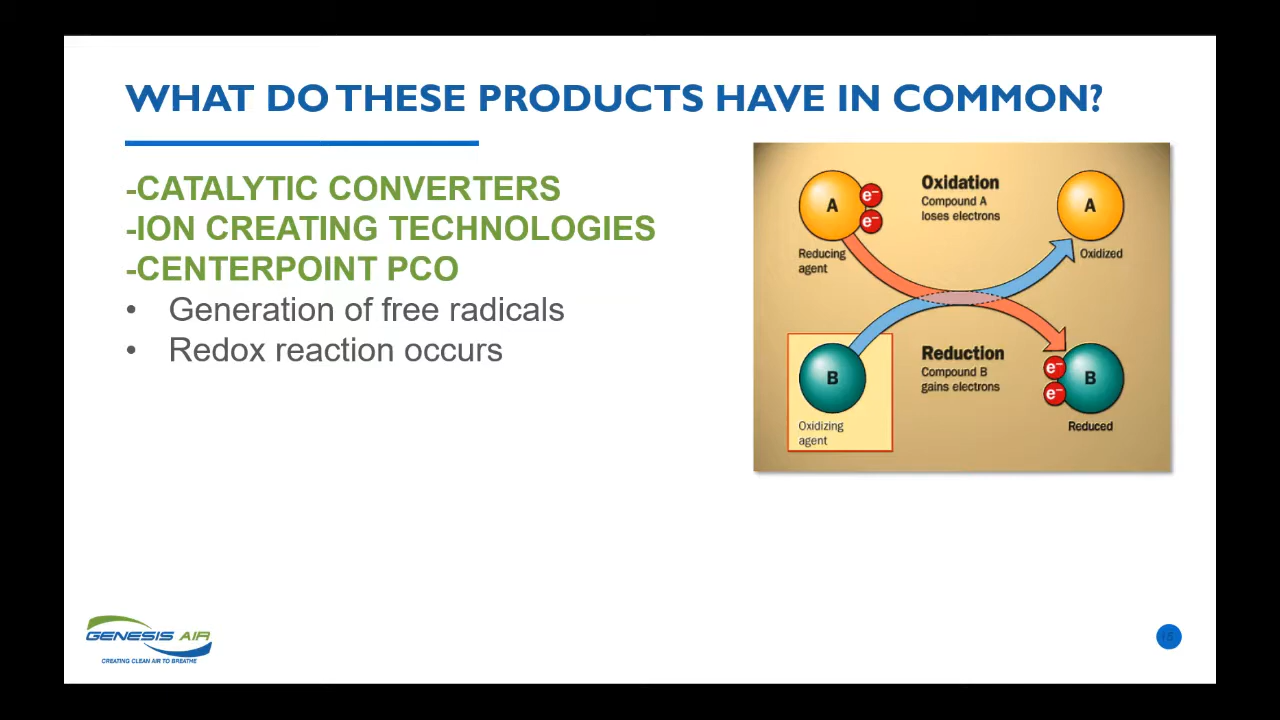 WHAT DO THESE PRODUCTS HAVE IN COMMON?
-CATALYTIC CONVERTERS
-ION CREATING TECHNOLOGIES
-CENTERPOINT PCO
• Generation of free radicals
• Redox reaction occurs
A
e−
e−
Reducing
agent
Oxidation
Compound A
loses electrons
A
Oxidized
B
Oxidizing
agent
Reduction
Compound B
gains electrons
e−
e−
B
Reduced
GENESIS AIR
CREATING CLEAN AIR TO BREATHE